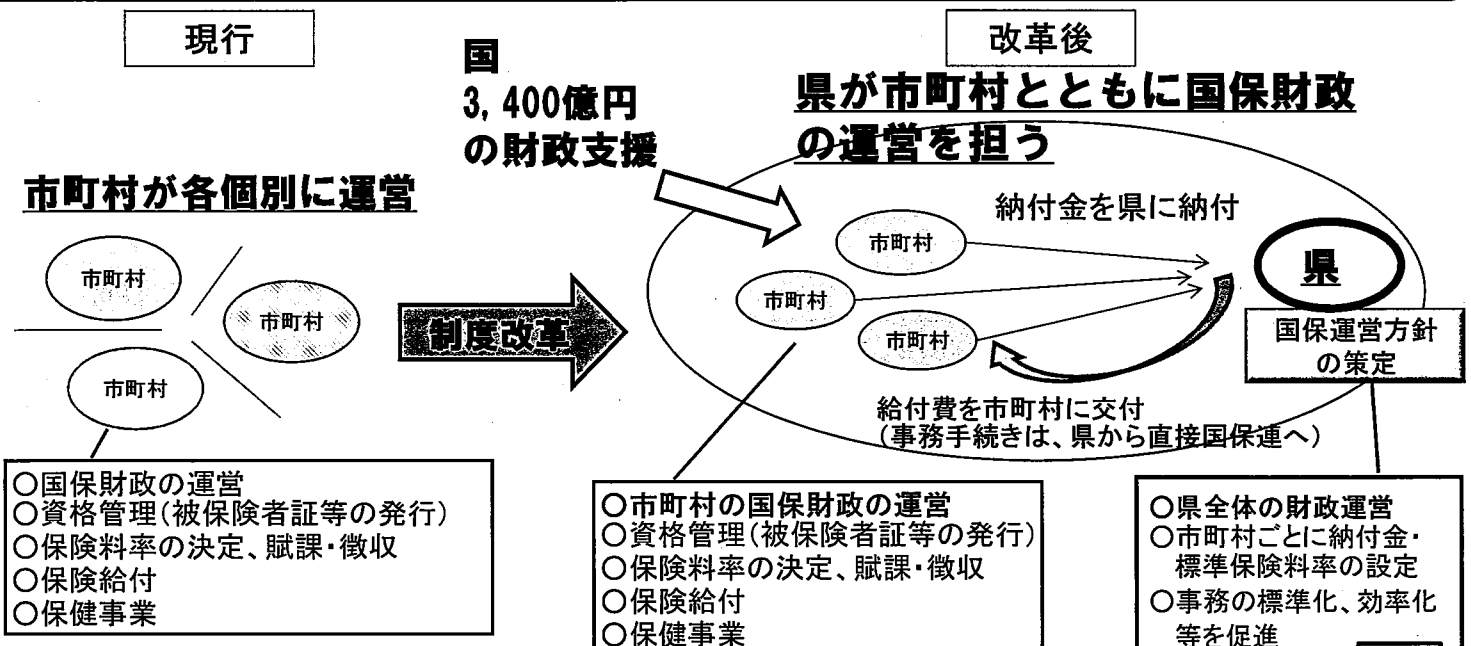 現行
市町村が各個別に運営
市町村
市町村
市町村
○国保財政の運営
○資格管理(被保険者証等の発行)
○保険料率の決定、賦課・徴収
○保険給付
○保健事業
国
3,400億円
の財政支援
制度改革
改革後
県が市町村とともに国保財政
の運営を担う
納付金を県に納付
市町村
市町村
市町村
県
国保運営方針
の策定
給付費を市町村に交付
(事務手続きは、県から直接国保連へ)
○市町村の国保財政の運営
○資格管理(被保険者証等の発行)
○保険料率の決定、賦課・徴収
○保険給付
○保健事業
○県全体の財政運営
○市町村ごとに納付金・
標準保険料率の設定
○事務の標準化、効率化
等を促進